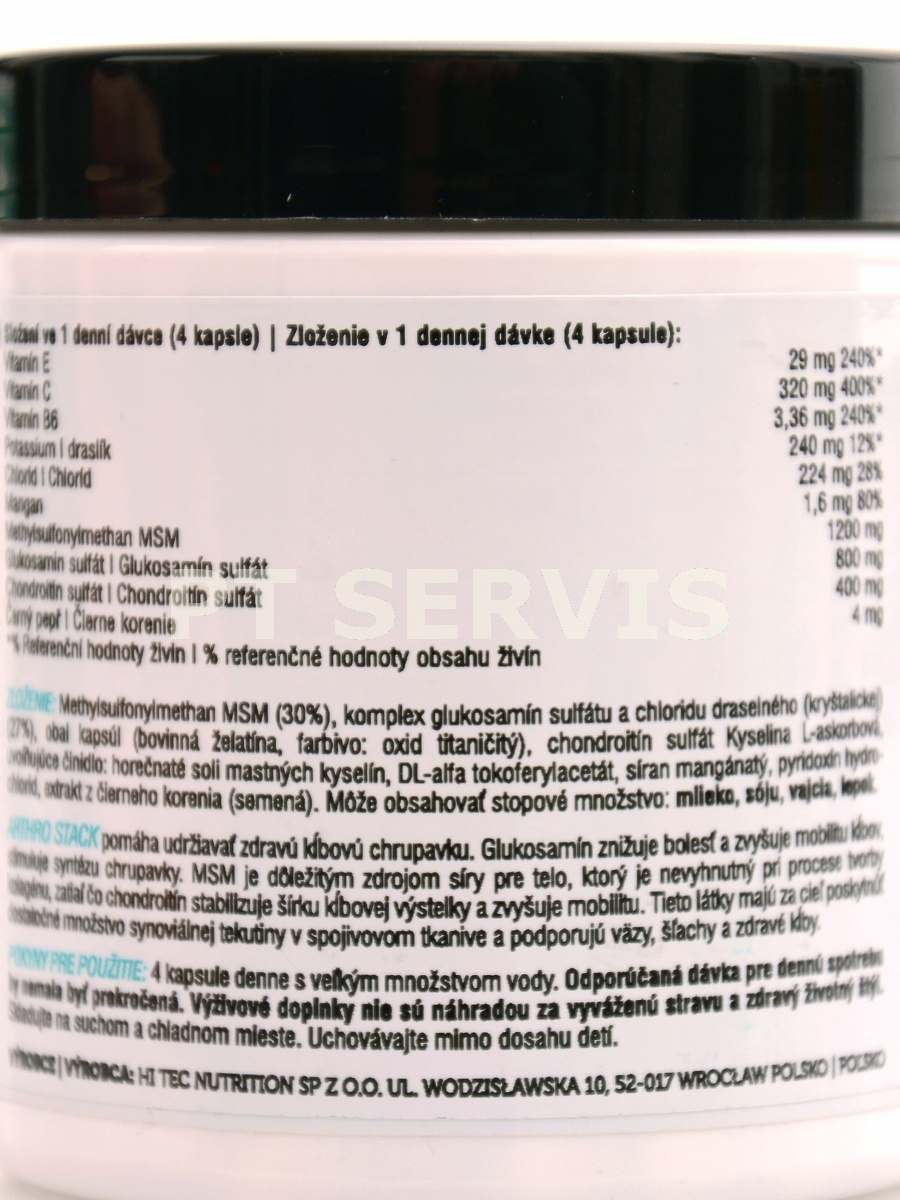 Složení ve 1 denní dávce (4 kapsle) | Zloženie v 1 dennej dávke (4 kapsule):
Vitamín E 29 mg 240%*
Vitamín C 320 mg 400%*
Vitamín B6 3,36 mg 240%*
Potassium | draslík 240 mg 12%*
Chlorid | Chlorid 224 mg 28%
Mangan 1,6 mg 80%
Methylsulfonylmethan MSM 1200 mg
Glukosamin sulfát | Glukosamín sulfát 800 mg
Chondroitin sulfát | Chondroitín sulfát 400 mg
Černý pepř | Čierne korenie 4 mg
PT SERVIS
*% Referenční hodnoty živin | % referenčné hodnoty obsahu živín
ZLOŽENIE: Methylsulfonylmethan MSM (30%), komplex glukosamín sulfátu a chloridu draselného (kryštalickej)
(27%), obal kapsúl (bovinná želatína, farbivo: oxid titaničitý), chondroitín sulfát Kyselina L-askorbová,
uvoľňujúce činidlo: horečnaté soli mastných kyselín, DL-alfa tokoferylacetát, síran mangánatý, pyridoxín hydro-
chlorid, extrakt z čierneho korenia (semená). Môže obsahovať stopové množstvo: mlieko, sóju, vajcia, lepek.
ARTHRO STACK pomáha udržiavať zdravú kĺbovú chrupavku. Glukosamín znižuje bolesť a zvyšuje mobilitu kĺbov,
stimuluje syntézu chrupavky. MSM je dôležitým zdrojom síry pre telo, ktorý je nevyhnutný pri procese tvorby
kolagénu, zatiaľ čo chondroitín stabilizuje šírku kĺbovej výstelky a zvyšuje mobilitu. Tieto látky majú za cieľ poskytnúť
dostatočné množstvo synoviálnej tekutiny v spojivovom tkanive a podporujú väzy, šľachy a zdravé kĺby.
POKYNY PRE POUŽITIE: 4 kapsule denne s veľkým množstvom vody. Odporúčaná dávka pre dennú spotrebu
by nemala byť prekročená. Výživové doplnky nie sú náhradou za vyváženú stravu a zdravý životný štýl.
Skladujte na suchom a chladnom mieste. Uchovávajte mimo dosahu detí.
VÝROBCE | VÝROBCA: HI TEC NUTRITION SP Z O.O. UL. WODZISŁAWSKA 10, 52-017 WROCŁAW POLSKO | POĽSKO